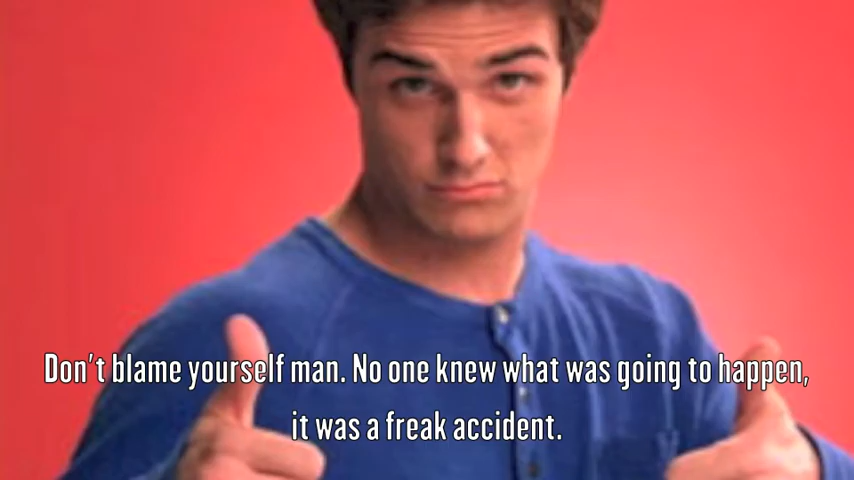 Don't blame yourself man. No one knew what was going to happen,
it was a freak accident.